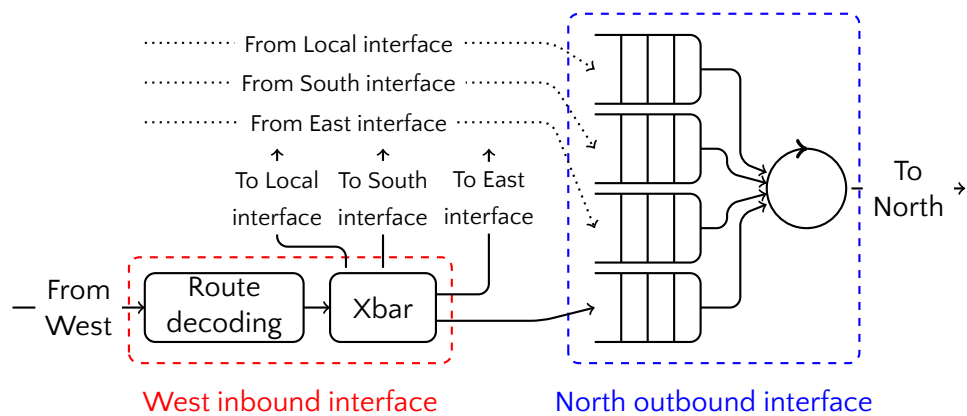 From Local interface
From South interface
From East interface
To Local
interface
To South
interface
To East
interface
To
North
From
West
Route
decoding
Xbar
West inbound interface
North outbound interface